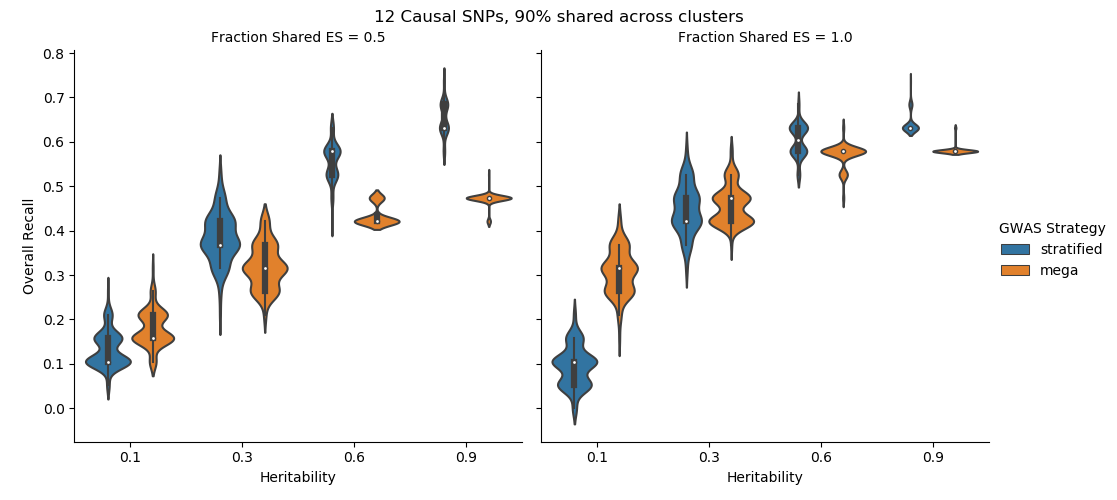 12 Causal SNPs, 90% shared across clusters
Fraction Shared ES = 0.5
Fraction Shared ES = 1.0
0.8
0.7
0.6
0.5
0.4
0.3
0.2
0.1
0.0
Overall Recall
GWAS Strategy
stratified
mega
0.1 0.3 0.6 0.9
0.1 0.3 0.6 0.9
Heritability
Heritability